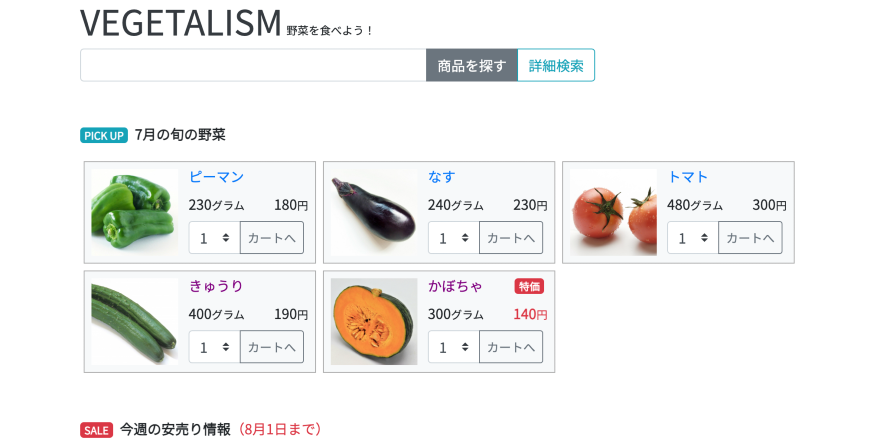 VEGETALISM 野菜を食べよう！
商品を探す 詳細検索
PICK UP 7月の旬の野菜
ピーマン
230グラム 180円
1 カートへ
なす
240グラム 230円
1 カートへ
トマト
480グラム 300円
1 カートへ
きゅうり
400グラム 190円
1 カートへ
かぼちゃ 特価
300グラム 140円
1 カートへ
SALE 今週の安売り情報（8月1日まで）